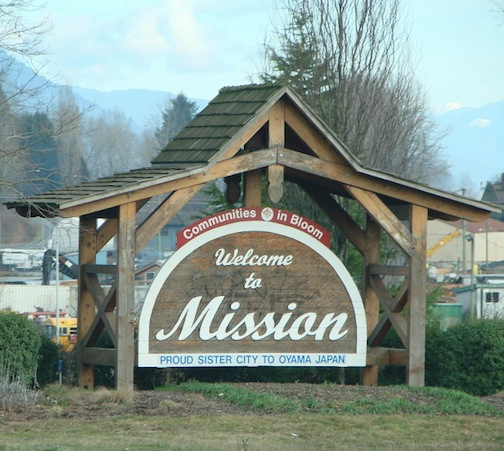 Communities in Bloom
Welcome
to
Mission
PROUD SISTER CITY TO OYAMA JAPAN